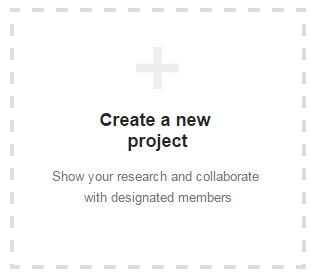 Create a new
project
Show your research and collaborate
with designated members